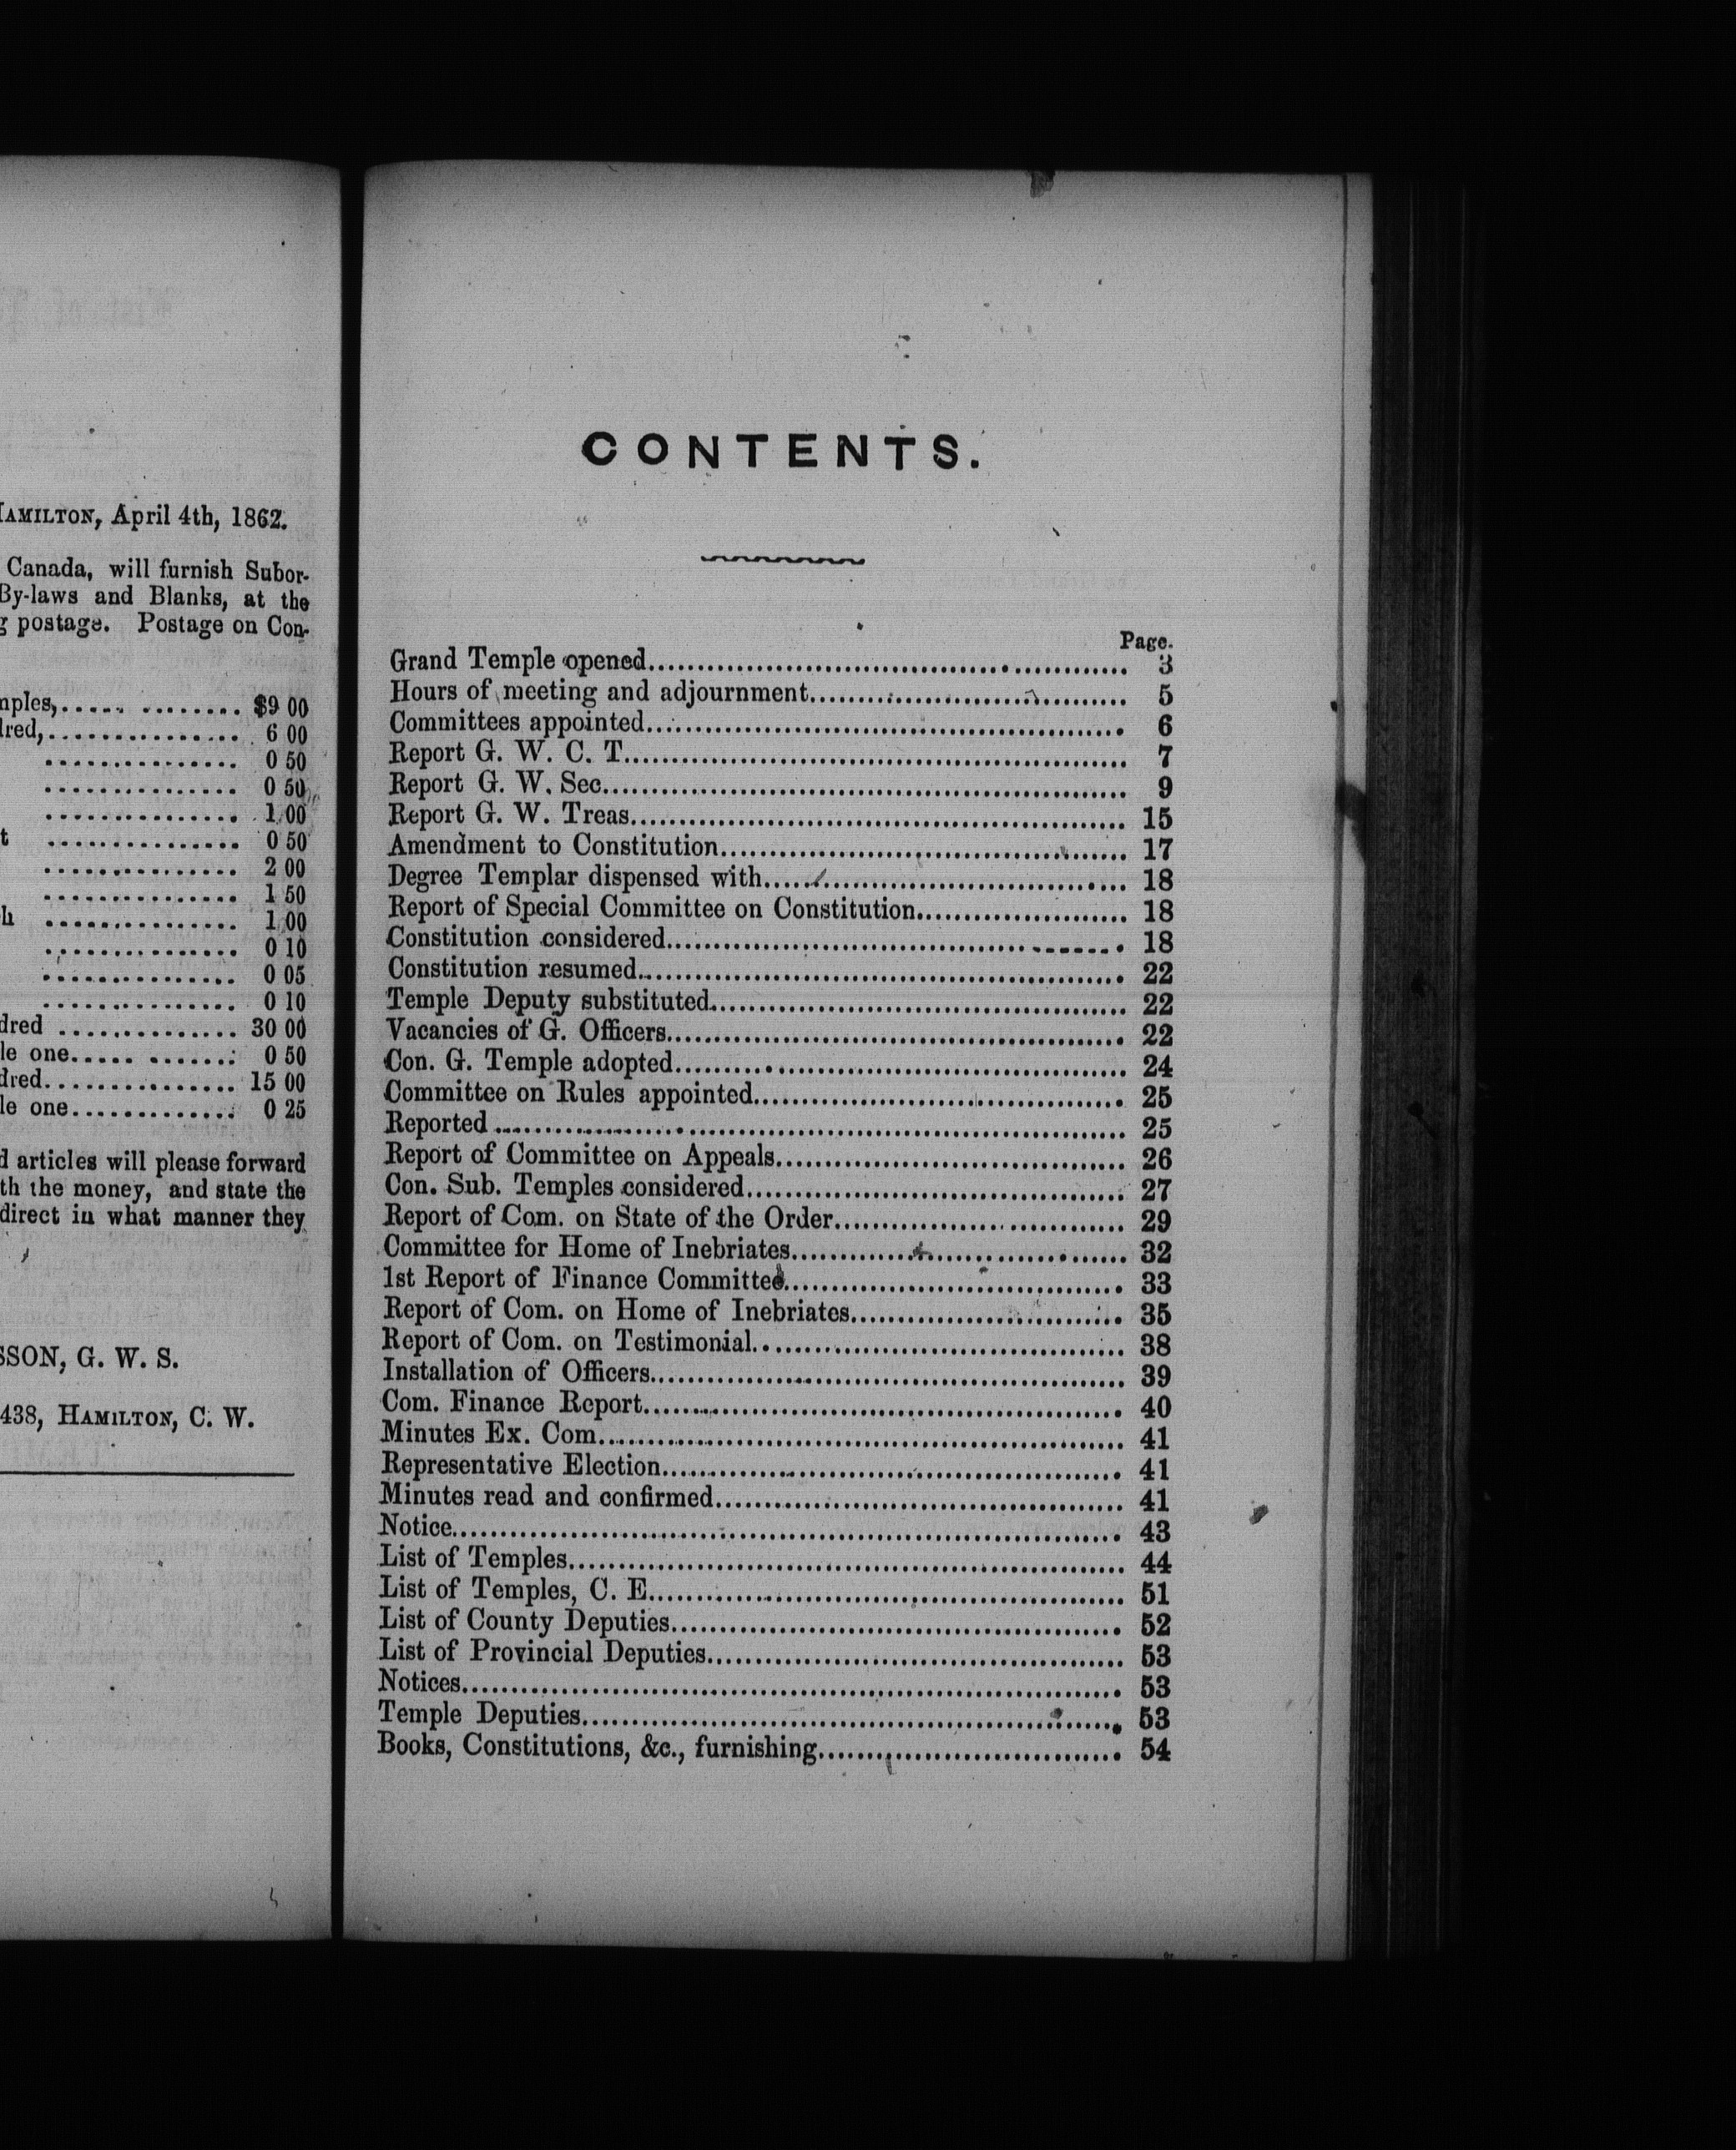 HAMILTON, April 4th, 1862.
Canada, will furnish Subor-
By-laws and Blanks, at the
postage. Postage on Con-
$9 00
6 00
0 50
0 50
1 00
0 50
2 00
1 50
1 00
0 10
0 05
0 10
30 00
one..... ........ 0 50
15 00
one.............. 0 25
articles will please forward
the money, and state the
direct in what manner they
G. W. S.
438, HAMILTON, C. W.
CONTENTS.
Page.
Grand Temple opened.................... 3
Hours of meeting and adjournment.................... 5
Committees appointed.................... 6
Report G. W. C. T.................... 7
Report G. W. Sec.................... 9
Report G. W. Treas.................... 15
Amendment to Constitution.................... 17
Degree Templar dispensed with.................... 18
Report of Special Committee on Constitution.................... 18
Constitution considered.................... 18
Constitution resumed.................... 22
Temple Deputy substituted.................... 22
Vacancies of G. Officers.................... 22
Con. G. Temple adopted.................... 24
Committee on Rules appointed.................... 25
Reported .................... 25
Report of Committee on Appeals.................... 26
Con. Sub. Temples considered.................... 27
Report of Com. on State of the Order.................... 29
Committee for Home of Inebriates.................... 32
1st Report of Finance Committee.................... 33
Report of Com. on Home of Inebriates.................... 35
Report of Com. on Testimonial.................... 38
Installation of Officers.................... 39
Com. Finance Report.................... 40
Minutes Ex. Com.................... 41
Representative Election.................... 41
Minutes read and confirmed.................... 41
Notice.................... 43
List of Temples.................... 44
List of Temples, C. E.................... 51
List of County Deputies.................... 52
List of Provincial Deputies.................... 53
Notices.................... 53
Temple Deputies.................... 53
Books, Constitutions, &c., furnishing.................... 54